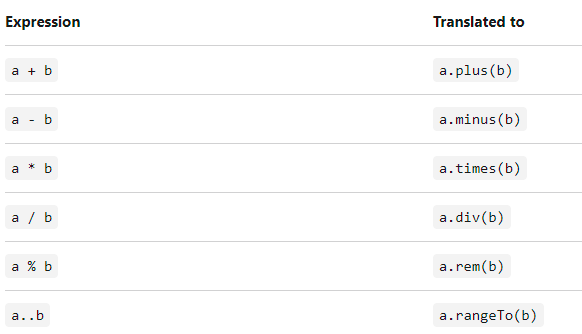 Expression Translated to
a + b a.plus(b)
a - b a.minus(b)
a * b a.times(b)
a / b a.div(b)
a % b a.rem(b)
a..b a.rangeTo(b)